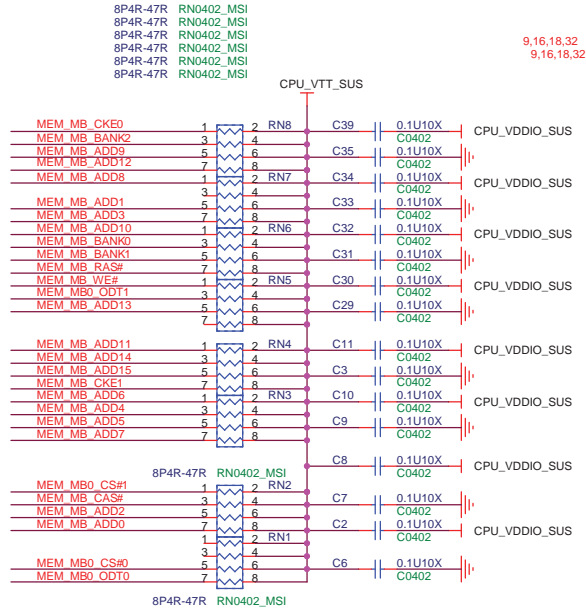 8P4R-47R RN0402_MSI
8P4R-47R RN0402_MSI
8P4R-47R RN0402_MSI
8P4R-47R RN0402_MSI
8P4R-47R RN0402_MSI
8P4R-47R RN0402_MSI
9,16,18,32
9,16,18,32
CPU_VTT_SUS
MEM_MB_CKE0 1 2 RN8 C39 0.1U10X CPU_VDDIO_SUS
MEM_MB_BANK2 3 4 C0402
MEM_MB_ADD9 5 6 C35 0.1U10X
MEM_MB_ADD12 7 8 C0402
MEM_MB_ADD8 1 2 RN7 C34 0.1U10X CPU_VDDIO_SUS
3 4 C0402
MEM_MB_ADD1 5 6 C33 0.1U10X
MEM_MB_ADD3 7 8 C0402
MEM_MB_ADD10 1 2 RN6 C32 0.1U10X CPU_VDDIO_SUS
MEM_MB_BANK0 3 4 C0402
MEM_MB_BANK1 5 6 C31 0.1U10X
MEM_MB_RAS# 7 8 C0402
MEM_MB_WE# 1 2 RN5 C30 0.1U10X CPU_VDDIO_SUS
MEM_MB0_ODT1 3 4 C0402
MEM_MB_ADD13 5 6 C29 0.1U10X
7 8 C0402
MEM_MB_ADD11 1 2 RN4 C11 0.1U10X CPU_VDDIO_SUS
MEM_MB_ADD14 3 4 C0402
MEM_MB_ADD15 5 6 C3 0.1U10X
MEM_MB_CKE1 7 8 C0402
MEM_MB_ADD6 1 2 RN3 C10 0.1U10X CPU_VDDIO_SUS
MEM_MB_ADD4 3 4 C0402
MEM_MB_ADD5 5 6 C9 0.1U10X
MEM_MB_ADD7 7 8 C0402
C8 0.1U10X CPU_VDDIO_SUS
8P4R-47R RN0402_MSI C0402
MEM_MB0_CS#1 1 2 RN2
MEM_MB_CAS# 3 4 C7 0.1U10X
MEM_MB_ADD2 5 6 C0402
MEM_MB_ADD0 7 8 C2 0.1U10X CPU_VDDIO_SUS
1 2 RN1 C0402
3 4
MEM_MB0_CS#0 5 6 C6 0.1U10X
MEM_MB0_ODT0 7 8 C0402
8P4R-47R RN0402_MSI